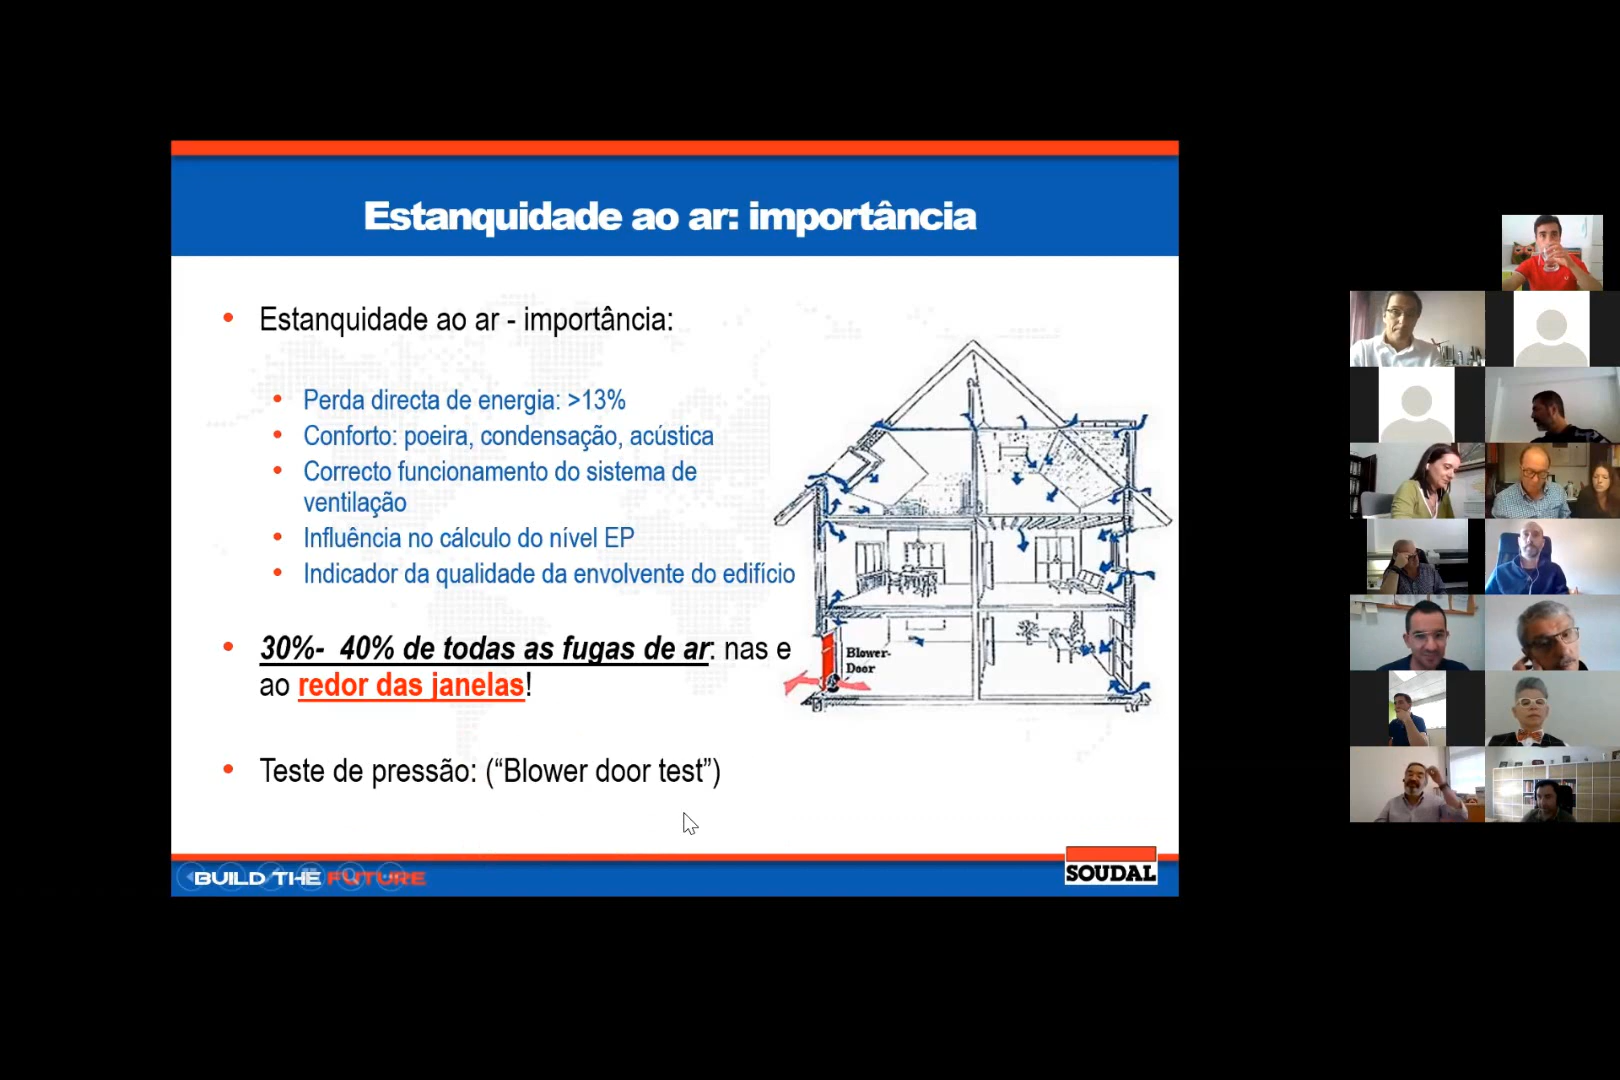 Estanquidade ao ar: importância
Estanquidade ao ar - importância:
Perda directa de energia: >13%
Conforto: poeira, condensação, acústica
Correcto funcionamento do sistema de
ventilação
Influência no cálculo do nível EP
Indicador da qualidade da envolvente do edifício
30%- 40% de todas as fugas de ar: nas e
ao redor das janelas!
Teste de pressão: (“Blower door test”)
Blower-
Door
BUILD THE FUTURE
SOUDAL